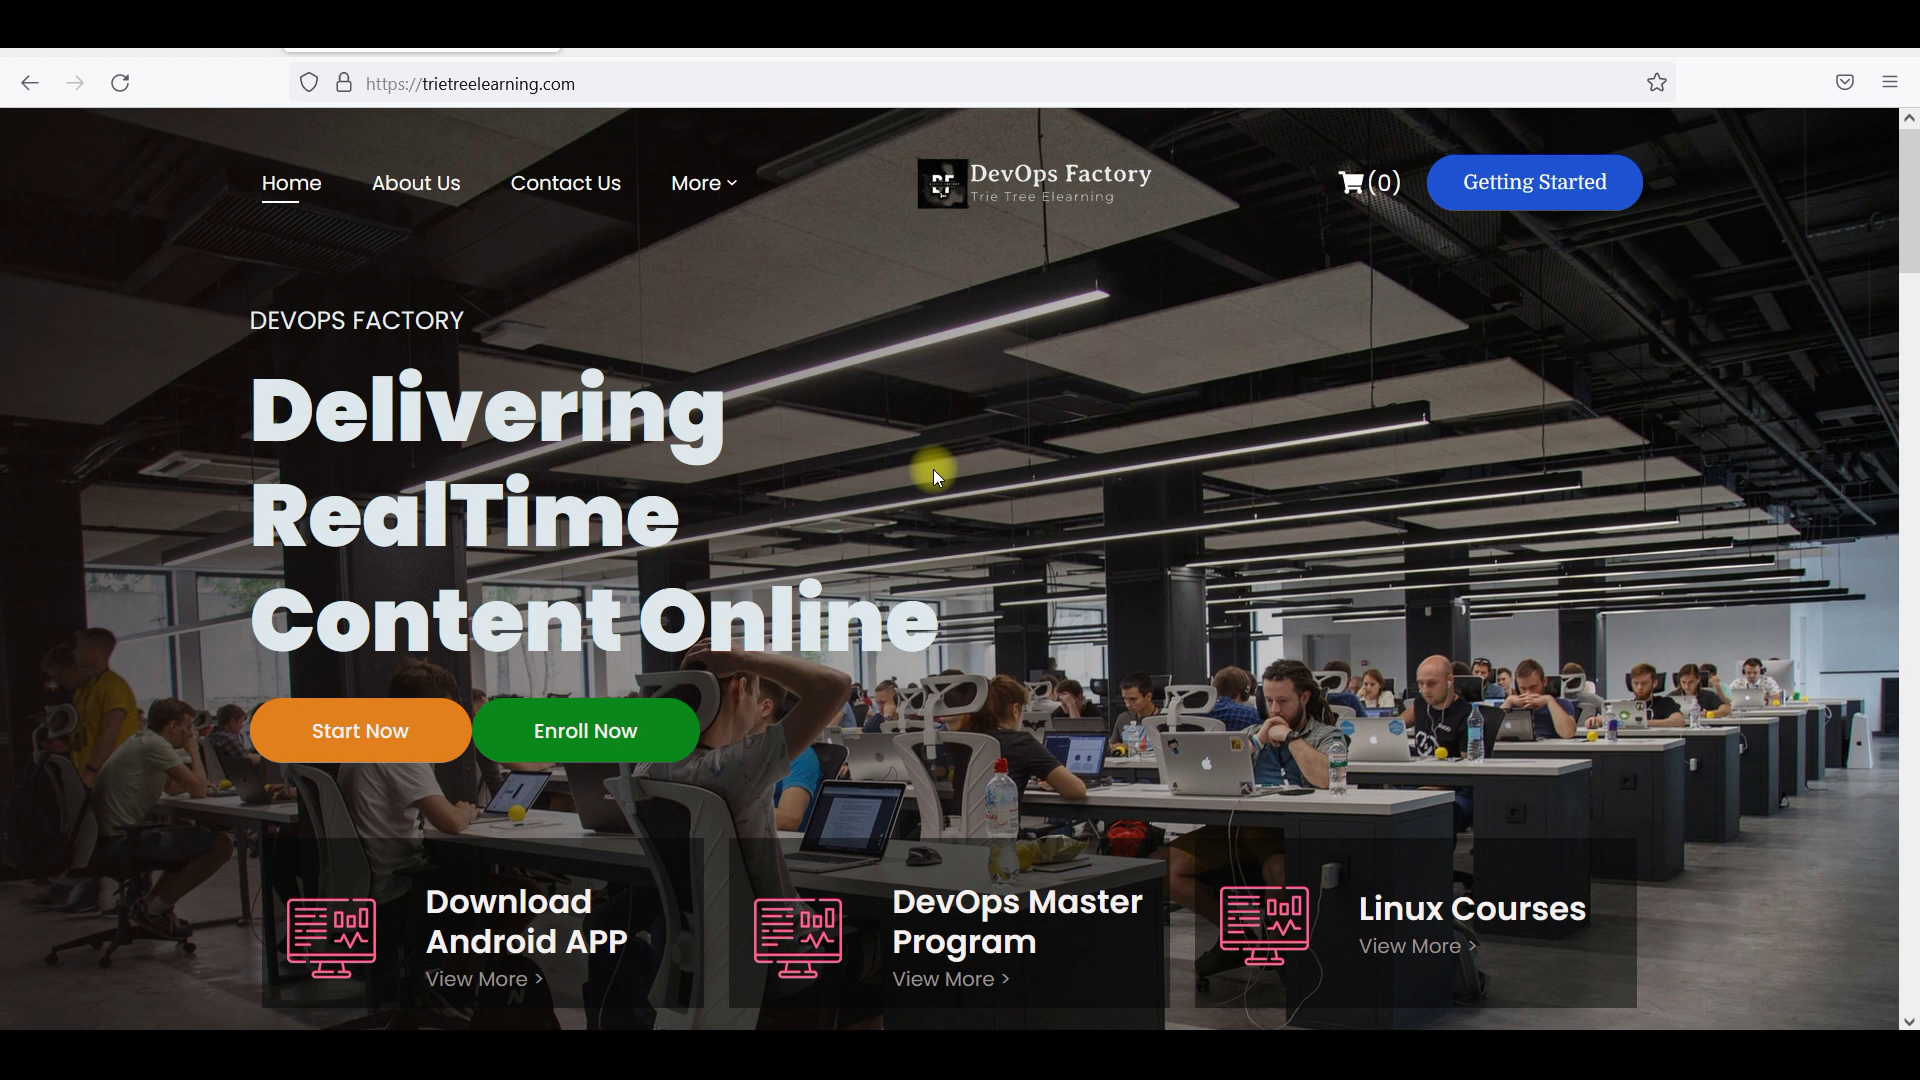 https://trietreelearning.com
Home About Us Contact Us More
DevOps Factory
Trie Tree Elearning
(0)
Getting Started
DEVOPS FACTORY
Delivering
RealTime
Content Online
Start Now Enroll Now
Download
Android APP
View More >
DevOps Master
Program
View More >
Linux Courses
View More >